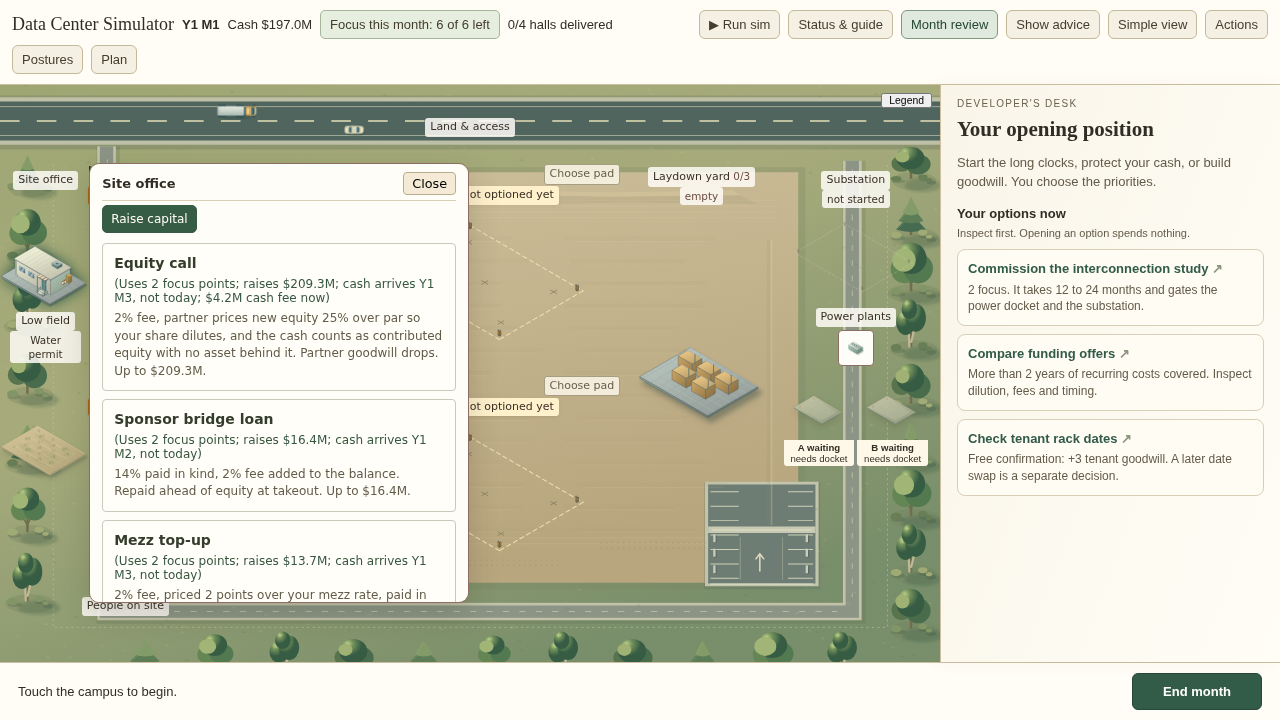 Data Center Simulator Y1 M1 Cash $197.0M Focus this month: 6 of 6 left 0/4 halls delivered
▶ Run sim Status & guide Month review Show advice Simple view Actions
Postures Plan
Legend
Land & access
Site office
Low field
Water
permit
People on site
Site office Close
Raise capital
Equity call
(Uses 2 focus points; raises $209.3M; cash arrives Y1
M3, not today; $4.2M cash fee now)
2% fee, partner prices new equity 25% over par so
your share dilutes, and the cash counts as contributed
equity with no asset behind it. Partner goodwill drops.
Up to $209.3M.
Sponsor bridge loan
(Uses 2 focus points; raises $16.4M; cash arrives Y1
M2, not today)
14% paid in kind, 2% fee added to the balance.
Repaid ahead of equity at takeout. Up to $16.4M.
Mezz top-up
(Uses 2 focus points; raises $13.7M; cash arrives Y1
M3, not today)
2% fee, priced 2 points over your mezz rate, paid in
Choose pad
ot optioned yet
Laydown yard 0/3
empty
Substation
not started
Power plants
Choose pad
ot optioned yet
A waiting
needs docket
B waiting
needs docket
DEVELOPER'S DESK
Your opening position
Start the long clocks, protect your cash, or build
goodwill. You choose the priorities.
Your options now
Inspect first. Opening an option spends nothing.
Commission the interconnection study ↗
2 focus. It takes 12 to 24 months and gates the
power docket and the substation.
Compare funding offers ↗
More than 2 years of recurring costs covered. Inspect
dilution, fees and timing.
Check tenant rack dates ↗
Free confirmation: +3 tenant goodwill. A later date
swap is a separate decision.
Touch the campus to begin.
End month